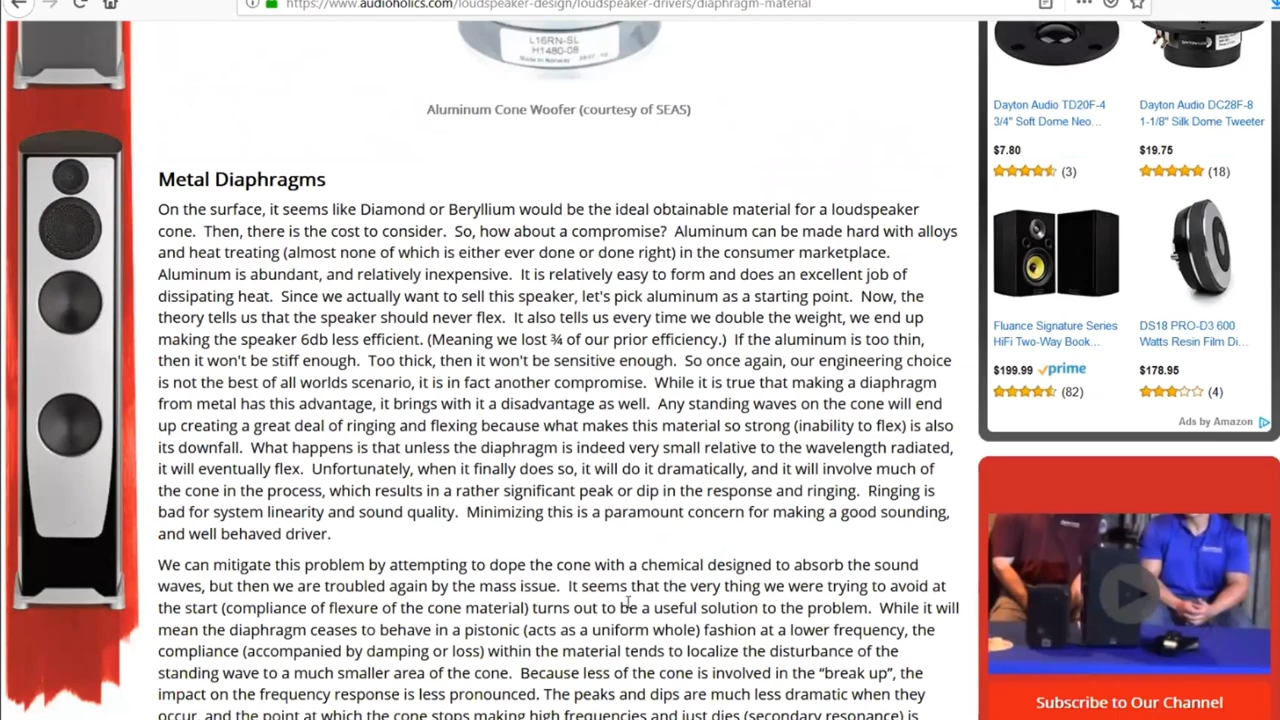 https://www.audioholics.com/loudspeaker-design/loudspeaker-drivers/diaphragm-material
L16RN-SL
H1480-08
Made in Norway
Aluminum Cone Woofer (courtesy of SEAS)
Metal Diaphragms
On the surface, it seems like Diamond or Beryllium would be the ideal obtainable material for a loudspeaker
cone. Then, there is the cost to consider. So, how about a compromise? Aluminum can be made hard with alloys
and heat treating (almost none of which is either ever done or done right) in the consumer marketplace.
Aluminum is abundant, and relatively inexpensive. It is relatively easy to form and does an excellent job of
dissipating heat. Since we actually want to sell this speaker, let's pick aluminum as a starting point. Now, the
theory tells us that the speaker should never flex. It also tells us every time we double the weight, we end up
making the speaker 6db less efficient. (Meaning we lost ¾ of our prior efficiency.) If the aluminum is too thin,
then it won't be stiff enough. Too thick, then it won't be sensitive enough. So once again, our engineering choice
is not the best of all worlds scenario, it is in fact another compromise. While it is true that making a diaphragm
from metal has this advantage, it brings with it a disadvantage as well. Any standing waves on the cone will end
up creating a great deal of ringing and flexing because what makes this material so strong (inability to flex) is also
its downfall. What happens is that unless the diaphragm is indeed very small relative to the wavelength radiated,
it will eventually flex. Unfortunately, when it finally does so, it will do it dramatically, and it will involve much of
the cone in the process, which results in a rather significant peak or dip in the response and ringing. Ringing is
bad for system linearity and sound quality. Minimizing this is a paramount concern for making a good sounding,
and well behaved driver.
We can mitigate this problem by attempting to dope the cone with a chemical designed to absorb the sound
waves, but then we are troubled again by the mass issue. It seems that the very thing we were trying to avoid at
the start (compliance of flexure of the cone material) turns out to be a useful solution to the problem. While it will
mean the diaphragm ceases to behave in a pistonic (acts as a uniform whole) fashion at a lower frequency, the
compliance (accompanied by damping or loss) within the material tends to localize the disturbance of the
standing wave to a much smaller area of the cone. Because less of the cone is involved in the “break up”, the
impact on the frequency response is less pronounced. The peaks and dips are much less dramatic when they
occur, and the point at which the cone stops making high frequencies and just dies (secondary resonance) is
Dayton Audio TD20F-4
3/4" Soft Dome Neo...
$7.80
(3)
Dayton Audio DC28F-8
1-1/8" Silk Dome Tweeter
$19.75
(18)
Fluance Signature Series
HiFi Two-Way Book...
$199.99 prime
(82)
DS18 PRO-D3 600
Watts Resin Film Di...
$178.95
(4)
Ads by Amazon
Subscribe to Our Channel